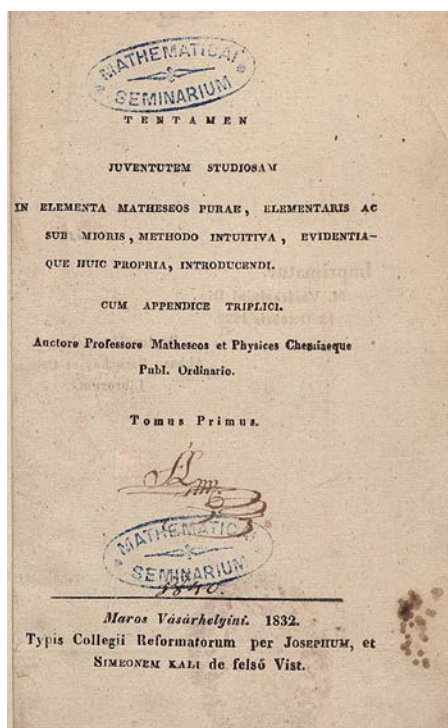 MATHEMATICAI
SEMINARIUM
TENTAMEN
JUVENTUTEM STUDIOSAM
IN ELEMENTA MATHESEOS PURAE, ELEMENTARIS AC
SUBLIMIORIS, METHODO INTUITIVA, EVIDENTIA-
QUE HUIC PROPRIA, INTRODUCENDI.
CUM APPENDICE TRIPLICI.
Auctore Professore Matheseos et Physices Chemiaeque
Publ. Ordinario.
Tomus Primus.
MATHEMATICAI
SEMINARIUM
1840.
Maros Vásárhelyini. 1832.
Typis Collegii Reformatorum per JOSEPHUM, et
SIMEONEM KALI de felsó Vist.